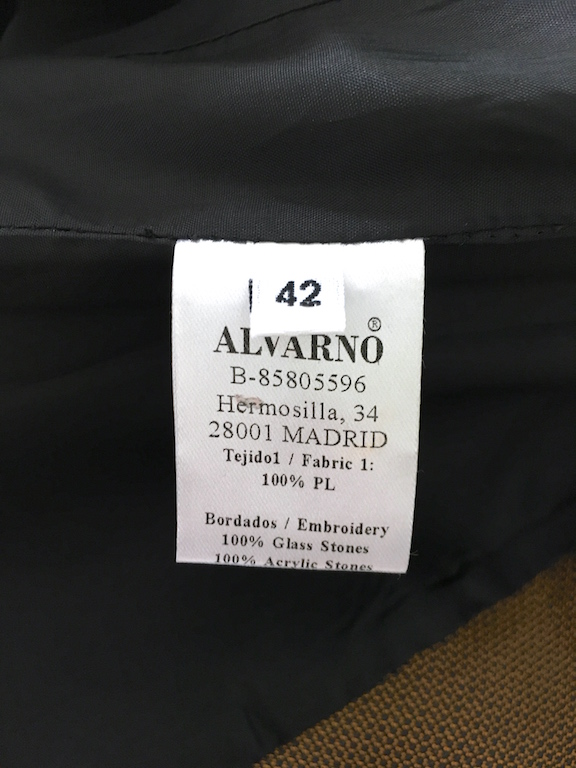 42
ALVARNO®
B-85805596
Hermosilla, 34
28001 MADRID
Tejido1 / Fabric 1:
100% PL
Bordados / Embroidery
100% Glass Stones
100% Acrylic Stones